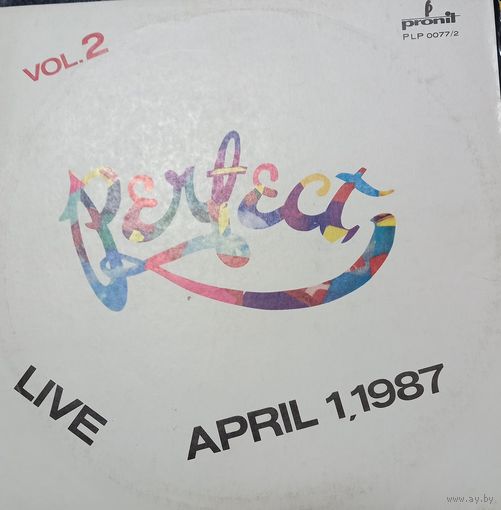 VOL.2
pronit
PLP 0077/2
Perfect
LIVE
APRIL 1,1987
www.ay.by